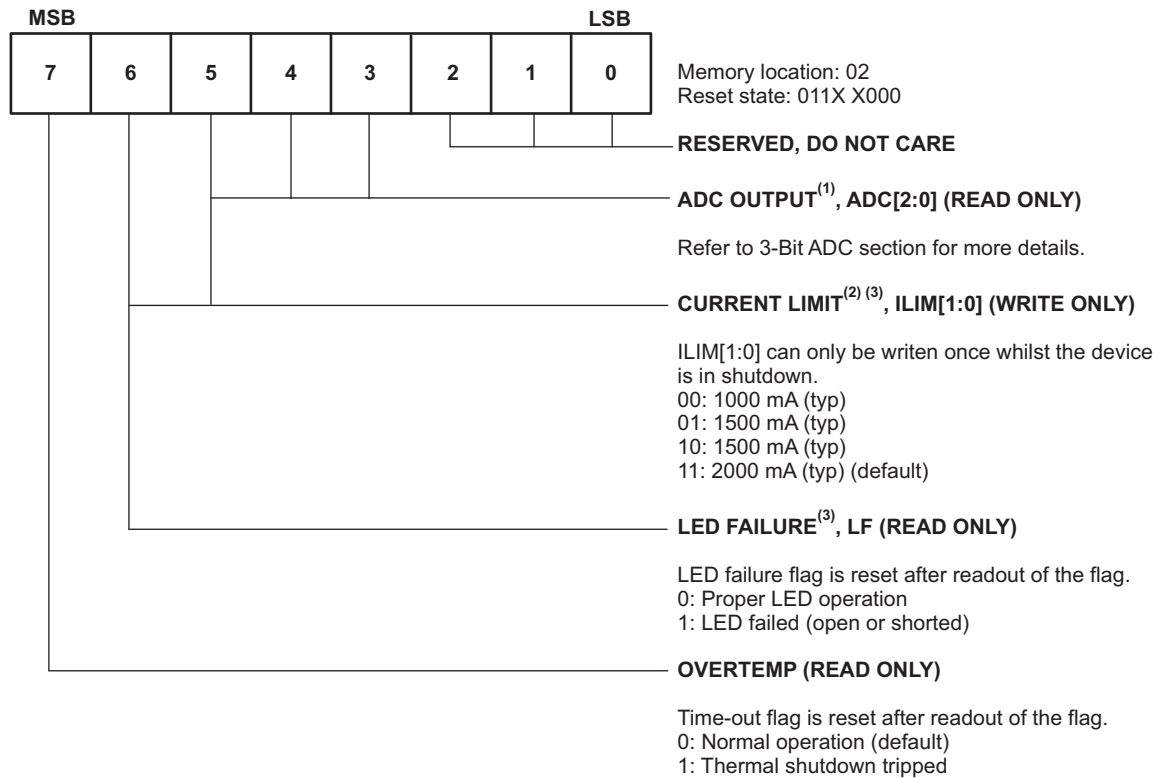 MSB LSB
7 6 5 4 3 2 1 0
Memory location: 02
Reset state: 011X X000
RESERVED, DO NOT CARE
ADC OUTPUT(1), ADC[2:0] (READ ONLY)
Refer to 3-Bit ADC section for more details.
CURRENT LIMIT(2) (3), ILIM[1:0] (WRITE ONLY)
ILIM[1:0] can only be writen once whilst the device
is in shutdown.
00: 1000 mA (typ)
01: 1500 mA (typ)
10: 1500 mA (typ)
11: 2000 mA (typ) (default)
LED FAILURE(3), LF (READ ONLY)
LED failure flag is reset after readout of the flag.
0: Proper LED operation
1: LED failed (open or shorted)
OVERTEMP (READ ONLY)
Time-out flag is reset after readout of the flag.
0: Normal operation (default)
1: Thermal shutdown tripped